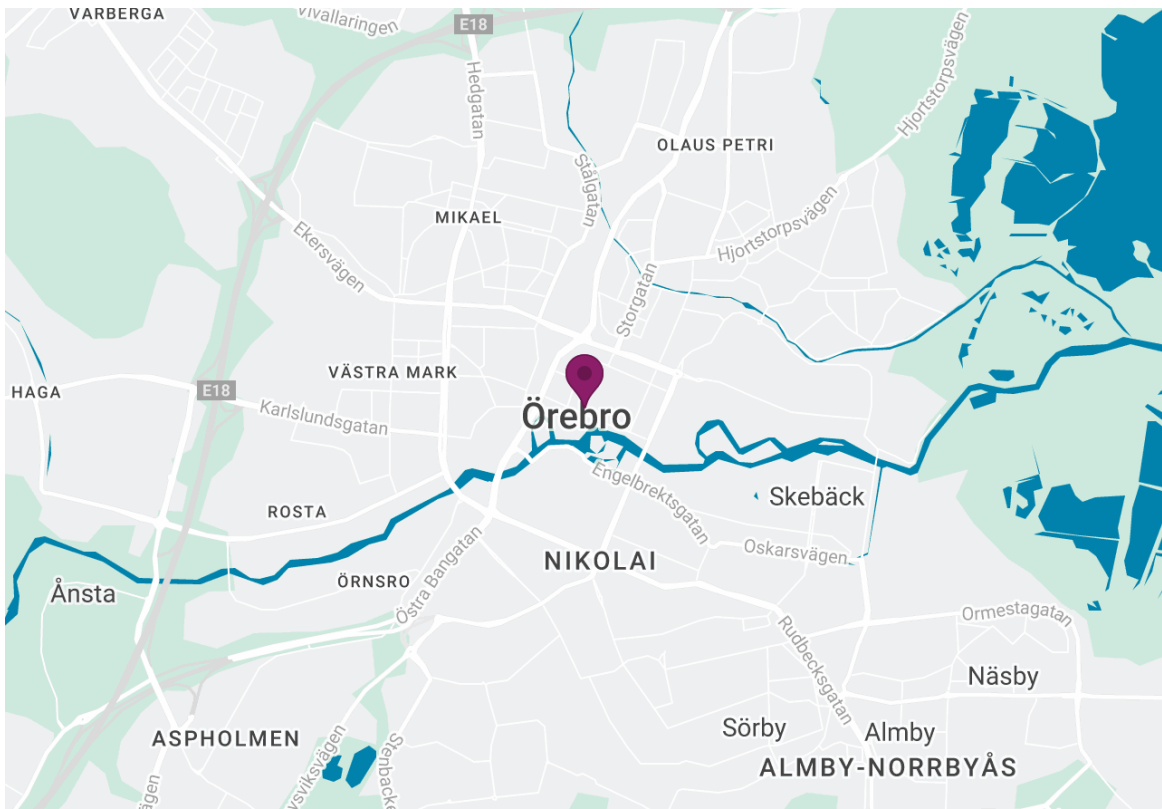 VARBERGA
Vivallaringen
E18
Hedgatan
Hjortstorpsvägen
OLAUS PETRI
Stålgatan
MIKAEL
Ekersvägen
Hjortstorpsvägen
Storgatan
VÄSTRA MARK
HAGA
E18
Karlslundsgatan
Örebro
Engelbrektsgatan
Skebäck
ROSTA
Oskarsvägen
NIKOLAI
Östra Bangatan
ÖRNSRO
Ånsta
Ormestagatan
Rudbecksgatan
Näsby
Sörby
Almby
ASPHOLMEN
ALMBY-NORRBYÅS